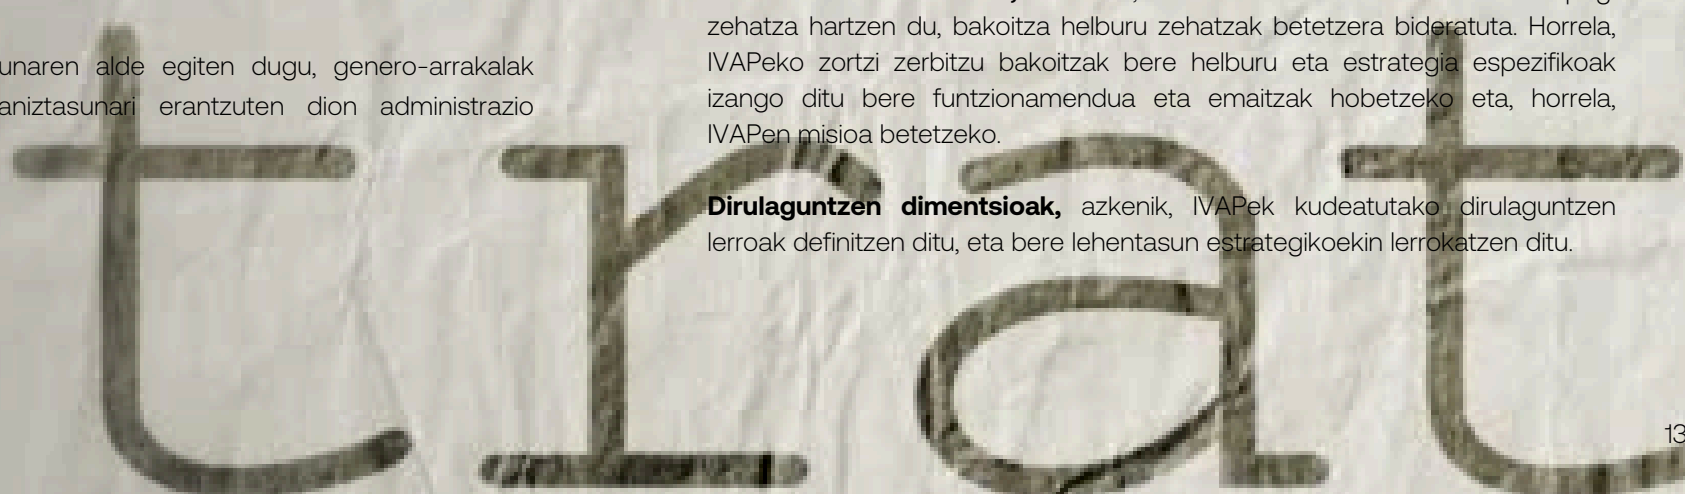 unaren alde egiten dugu, genero-arrakalak
aniztasunari erantzuten dion administrazio
zehatza hartzen du, bakoitza helburu zehatzak betetzera bideratuta. Horrela,
IVAPeko zortzi zerbitzu bakoitzak bere helburu eta estrategia espezifikoak
izango ditu bere funtzionamendua eta emaitzak hobetzeko eta, horrela,
IVAPen misioa betetzeko.
Dirulaguntzen dimentsioak, azkenik, IVAPek kudeatutako dirulaguntzen
lerroak definitzen ditu, eta bere lehentasun estrategikoekin lerrokatzen ditu.
trat
13